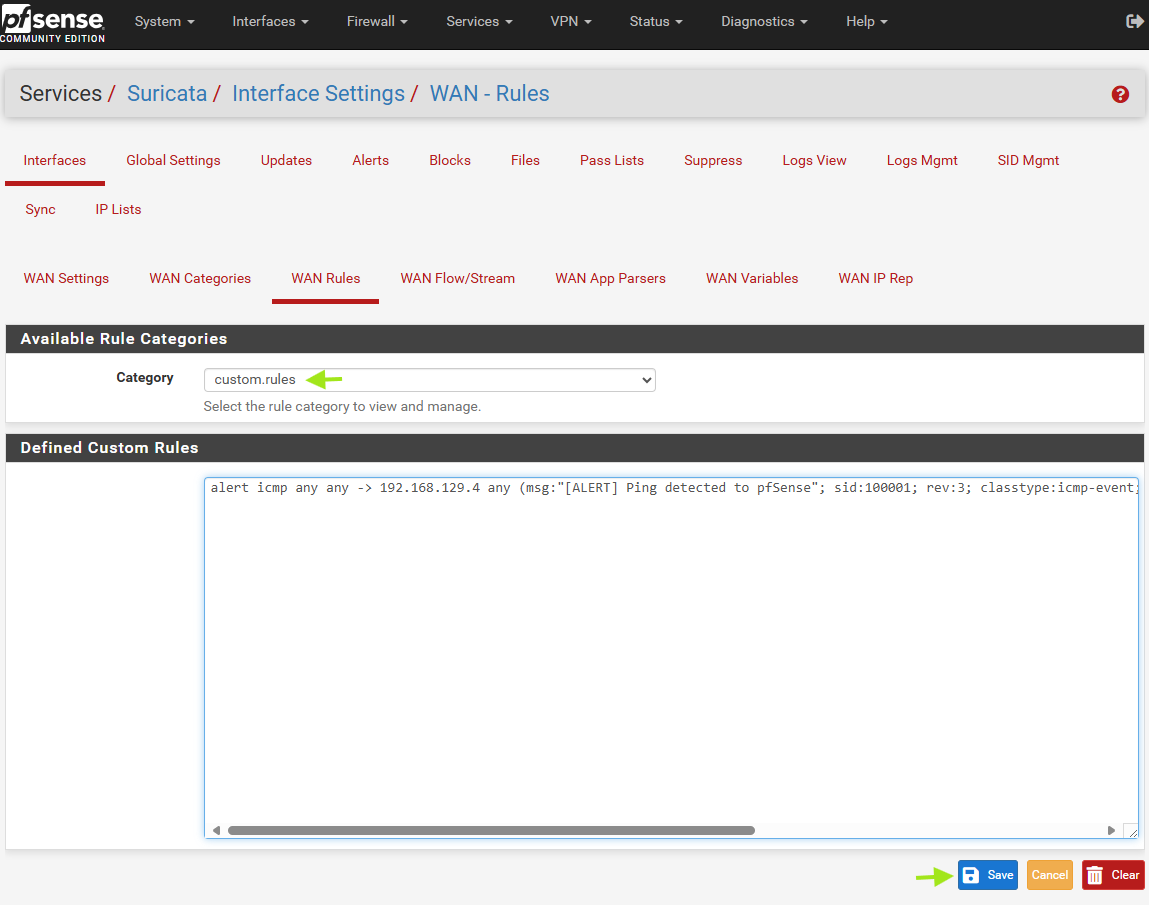 pfsense
COMMUNITY EDITION
System Interfaces Firewall Services VPN Status Diagnostics Help
Services / Suricata / Interface Settings / WAN - Rules
Interfaces Global Settings Updates Alerts Blocks Files Pass Lists Suppress Logs View Logs Mgmt SID Mgmt
Sync IP Lists
WAN Settings WAN Categories WAN Rules WAN Flow/Stream WAN App Parsers WAN Variables WAN IP Rep
Available Rule Categories
Category custom.rules
Select the rule category to view and manage.
Defined Custom Rules
alert icmp any any -> 192.168.129.4 any (msg:"[ALERT] Ping detected to pfSense"; sid:100001; rev:3; classtype:icmp-event;
Save Cancel Clear